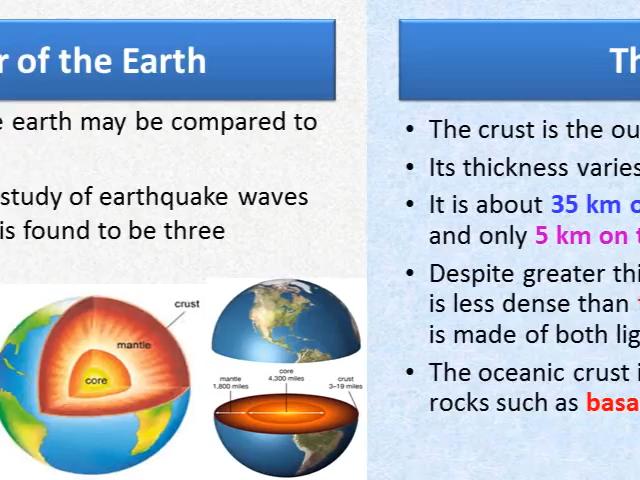 r of the Earth
e earth may be compared to
study of earthquake waves
is found to be three
crust
mantle
core
core
4,300 miles
mantle
1,800 miles
crust
3–19 miles
Th
• The crust is the ou
• Its thickness varies
• It is about 35 km o
and only 5 km on t
• Despite greater thi
is less dense than
is made of both lig
• The oceanic crust i
rocks such as basa